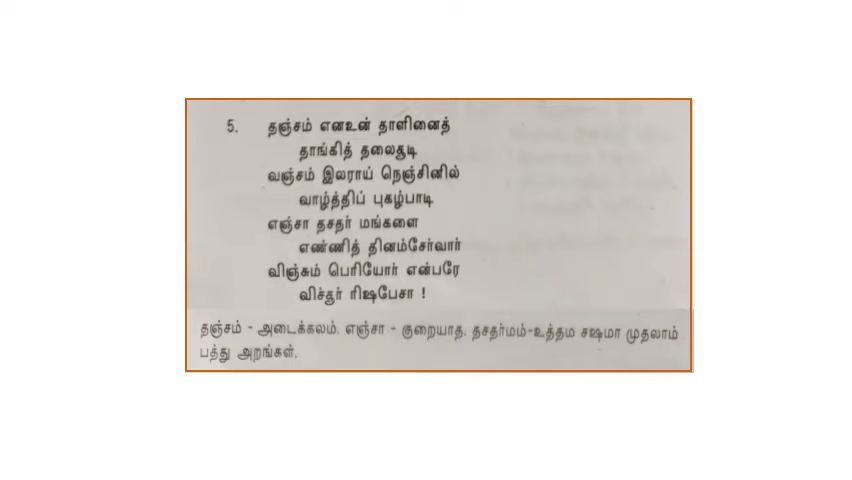 5. தஞ்சம் எனஉன் தாளினைத்
தாங்கித் தலைசூடி
வஞ்சம் இலராய் நெஞ்சினில்
வாழ்த்திப் புகழ்பாடி
எஞ்சா தசதர் மங்களை
எண்ணித் தினம்சேர்வார்
விஞ்சும் பெரியோர் என்பரே
விச்சூர் ரிஷபேசா !
தஞ்சம் - அடைக்கலம். எஞ்சா - குறையாத. தசதர்மம்-உத்தம சஷமா முதலாம்
பத்து அறங்கள்.